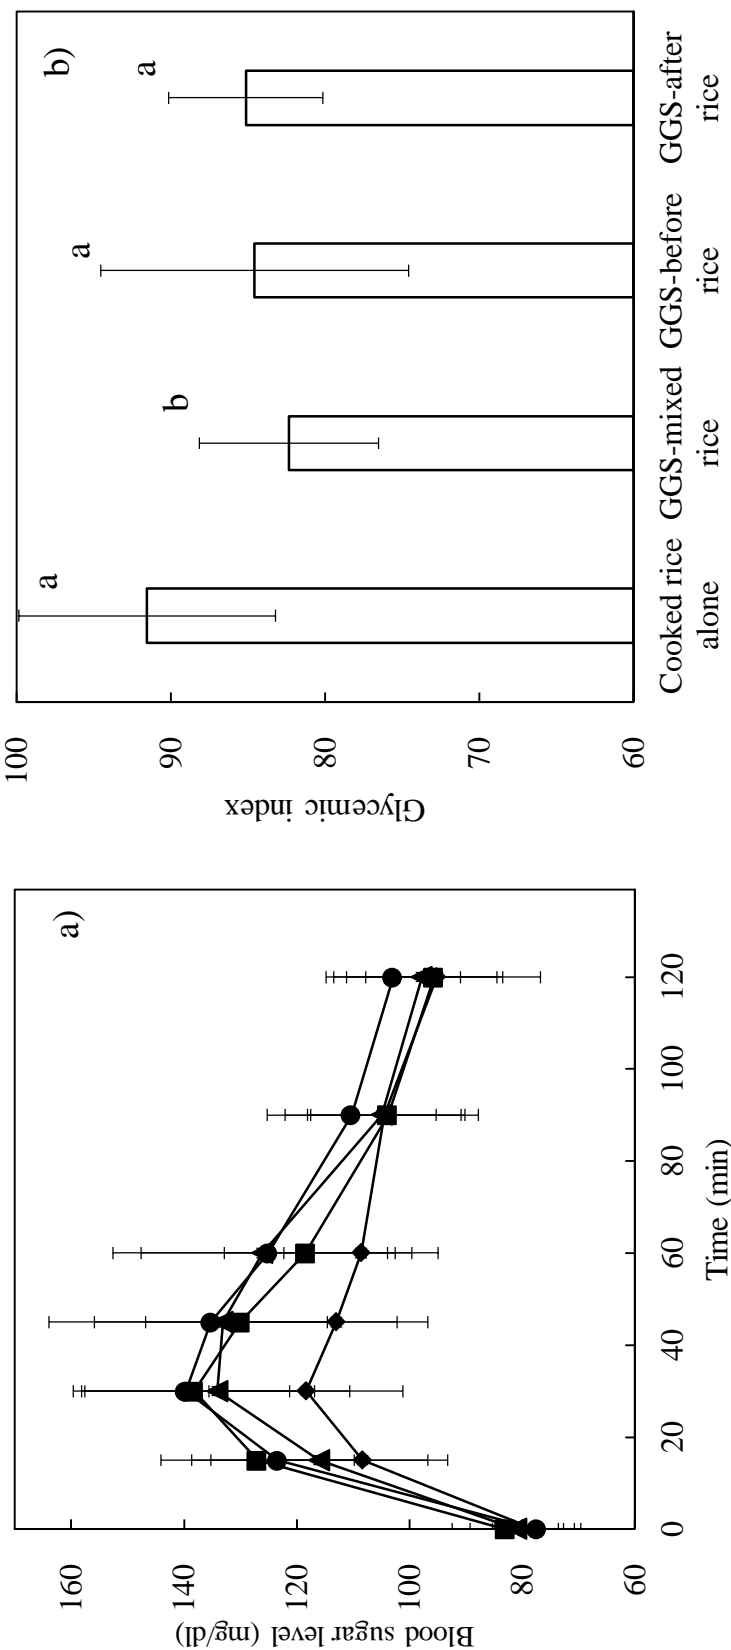 a)
160
140
120
100
80
60
Blood sugar level (mg/dl)
0
20
40
60
80
100
120
Time (min)
b)
100
90
80
70
60
Glycemic index
a
b
a
a
Cooked rice
alone
GGS-mixed
rice
GGS-before
rice
GGS-after
rice